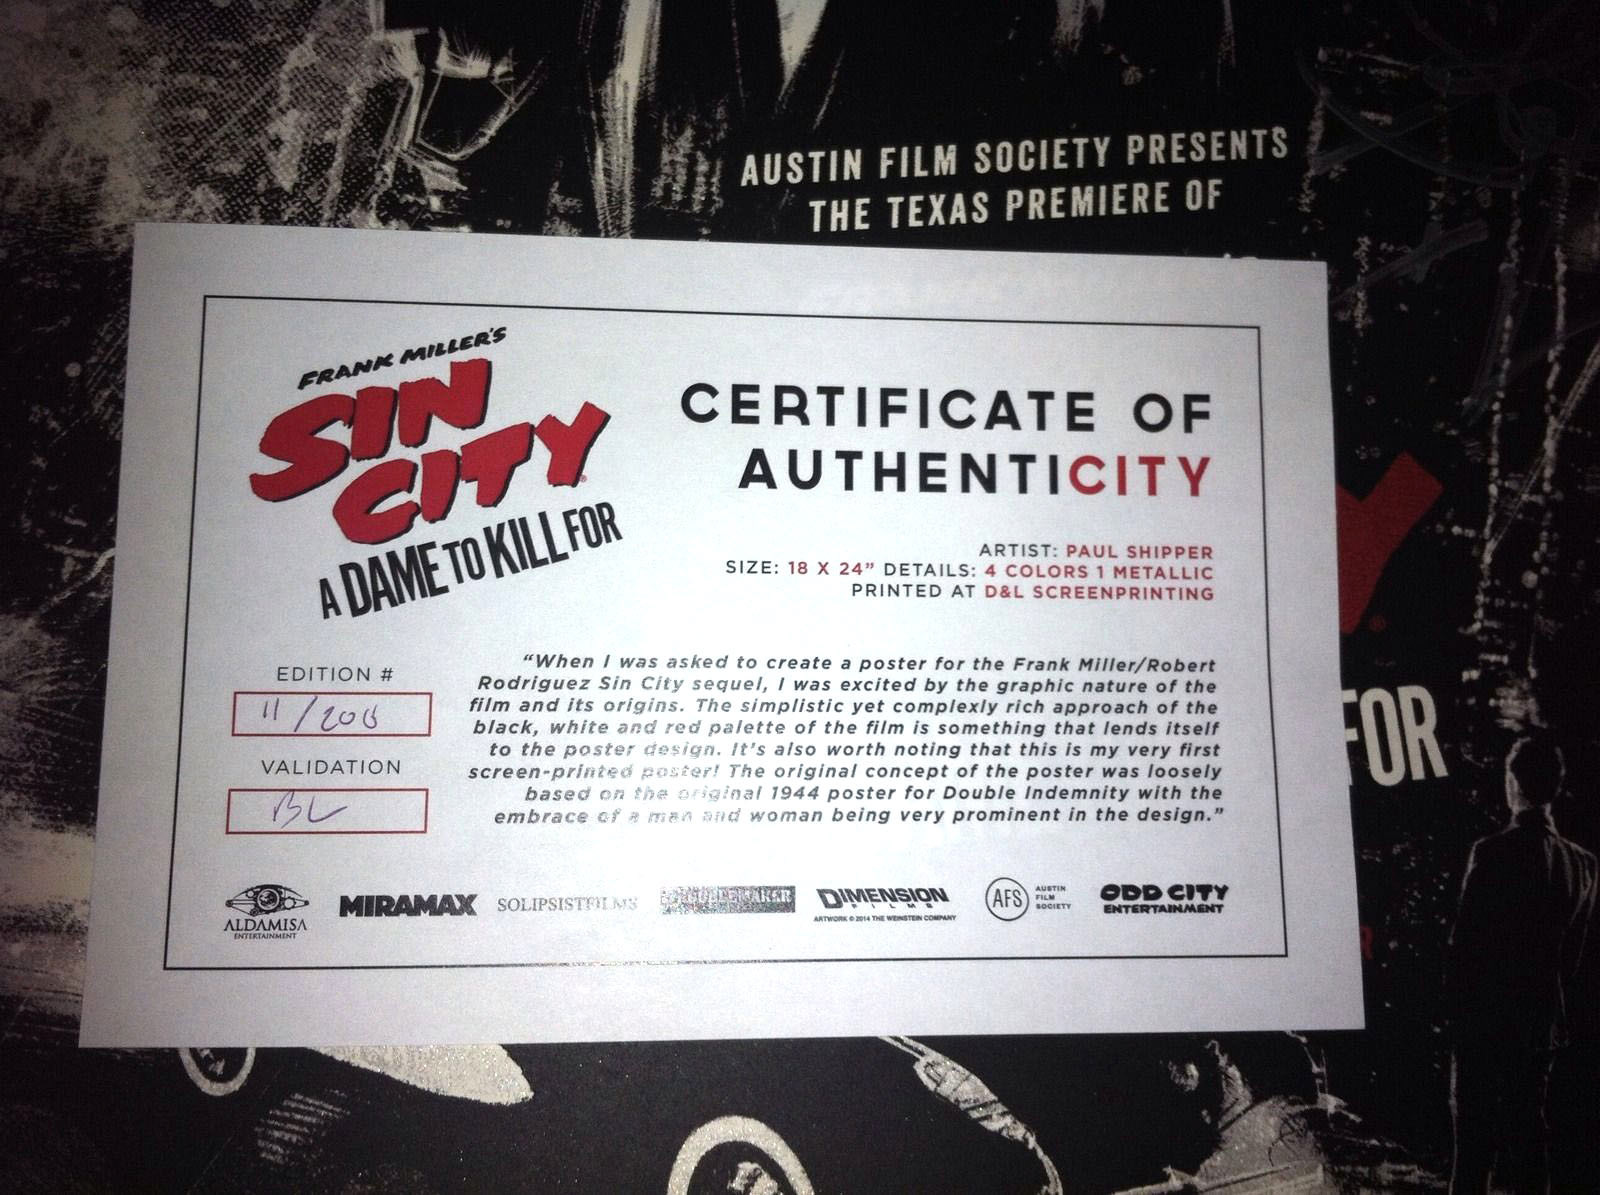 AUSTIN FILM SOCIETY PRESENTS
THE TEXAS PREMIERE OF
FRANK MILLER'S
SIN
CITY
A DAME TO KILL FOR
CERTIFICATE OF
AUTHENTICITY
ARTIST: PAUL SHIPPER
SIZE: 18 X 24” DETAILS: 4 COLORS 1 METALLIC
PRINTED AT D&L SCREENPRINTING
EDITION #
11/200
VALIDATION
BL
“When I was asked to create a poster for the Frank Miller/Robert
Rodriguez Sin City sequel, I was excited by the graphic nature of the
film and its origins. The simplistic yet complexly rich approach of the
black, white and red palette of the film is something that lends itself
to the poster design. It's also worth noting that this is my very first
screen-printed poster! The original concept of the poster was loosely
based on the original 1944 poster for Double Indemnity with the
embrace of a man and woman being very prominent in the design.”
ALDAMISA
ENTERTAINMENT
MIRAMAX
SOLIPSISTFILMS
DIMENSION
FILMS
ARTWORK © 2014 THE WEINSTEIN COMPANY
AFS
AUSTIN
FILM
SOCIETY
ODD CITY
ENTERTAINMENT
Y
®
FOR